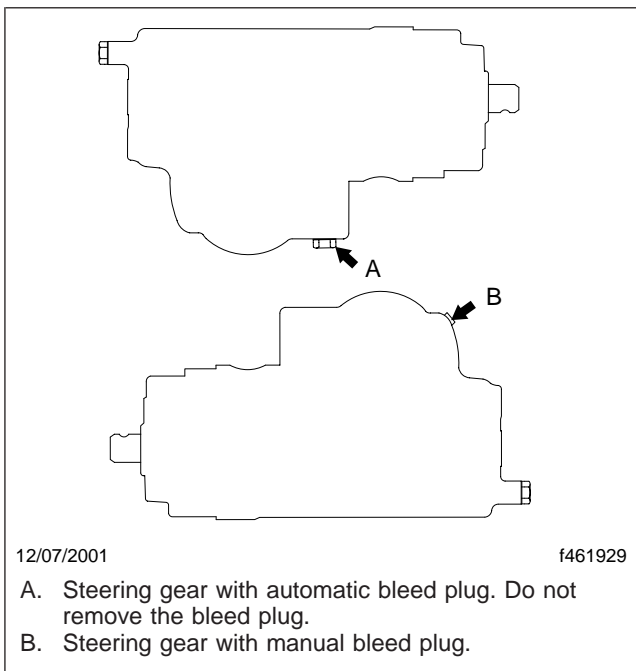 A
B
12/07/2001 f461929
A. Steering gear with automatic bleed plug. Do not
remove the bleed plug.
B. Steering gear with manual bleed plug.